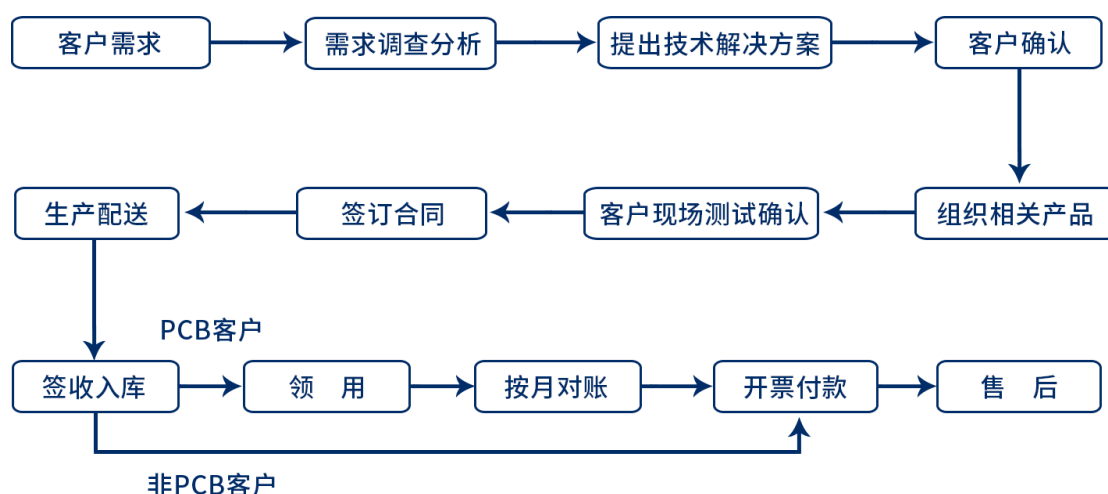 客户需求
需求调查分析
提出技术解决方案
客户确认
生产配送
签订合同
客户现场测试确认
组织相关产品
PCB客户
签收入库
领 用
按月对账
开票付款
售 后
非PCB客户